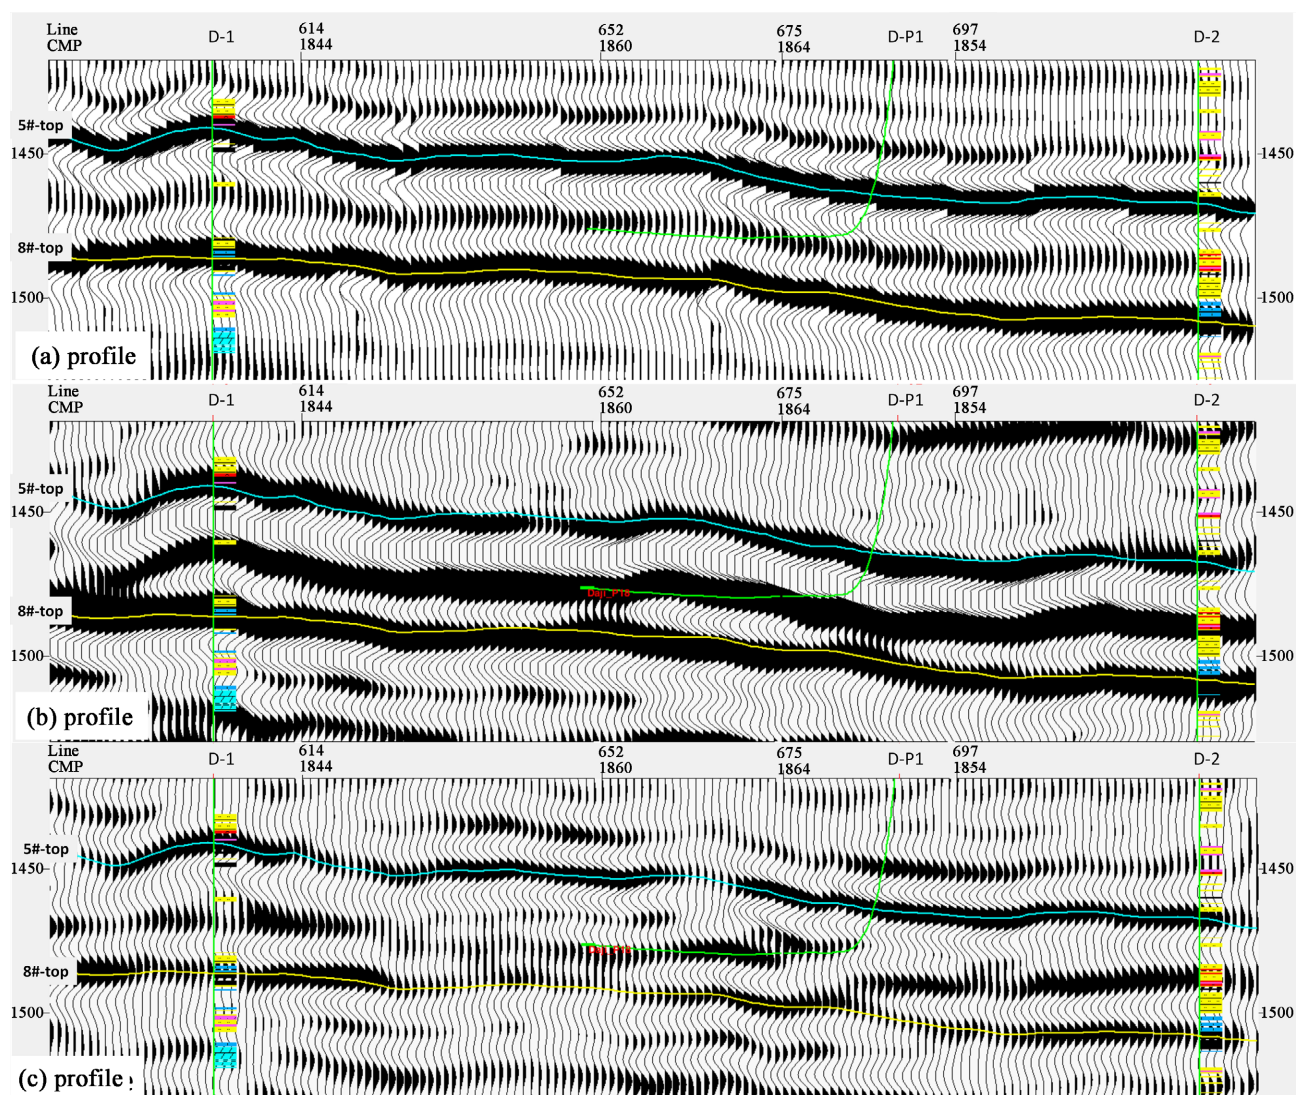 Line 614 652 675 697
CMP D-1 1844 1860 1864 D-P1 1854 D-2
5#-top
1450 1450
8#-top
1500 1500
(a) profile
Line 614 652 675 697
CMP D-1 1844 1860 1864 D-P1 1854 D-2
5#-top
1450 1450
Daji_P18
8#-top
1500 1500
(b) profile
Line 614 652 675 697
CMP D-1 1844 1860 1864 D-P1 1854 D-2
5#-top
1450 1450
8#-top
1500 1500
(c) profile